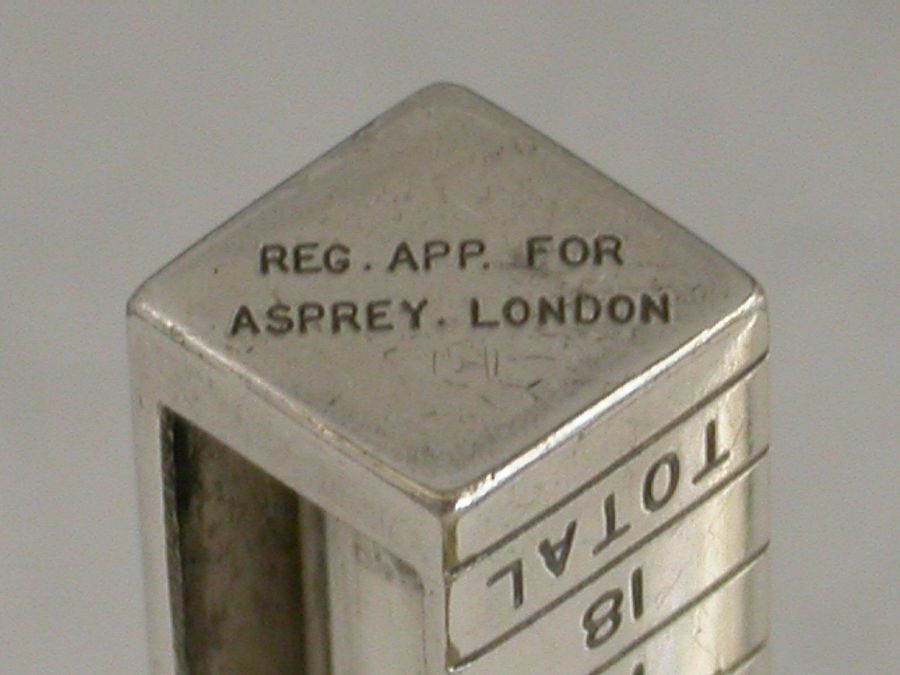 REG. APP. FOR
ASPREY. LONDON
TOTAL
18